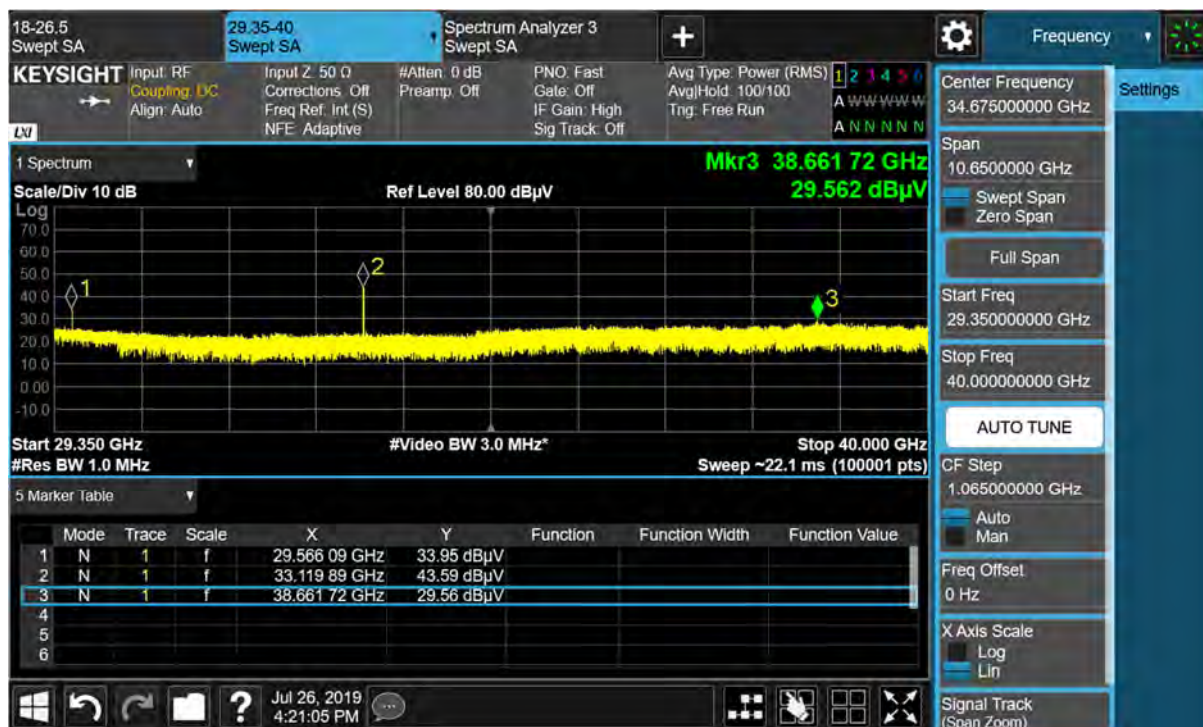 18-26.5
Swept SA
29.35-40
Swept SA
Spectrum Analyzer 3
Swept SA
+
Frequency
KEYSIGHT
Input: RF
Coupling: DC
Align: Auto
Input Z: 50 Ω
Corrections: Off
Freq Ref: Int (S)
NFE: Adaptive
#Atten: 0 dB
Preamp: Off
PNO: Fast
Gate: Off
IF Gain: High
Sig Track: Off
Avg Type: Power (RMS)
Avg|Hold: 100/100
Trig: Free Run
1 2 3 4 5 6
A W W W W W
A N N N N N
LXI
1 Spectrum
Mkr3 38.661 72 GHz
Scale/Div 10 dB
Ref Level 80.00 dBµV
29.562 dBµV
Log
70.0
60.0
50.0
40.0
30.0
20.0
10.0
0.00
-10.0
1
2
3
Start 29.350 GHz
#Video BW 3.0 MHz*
Stop 40.000 GHz
#Res BW 1.0 MHz
Sweep ~22.1 ms (100001 pts)
5 Marker Table
Mode Trace Scale X Y Function Function Width Function Value
1 N 1 f 29.566 09 GHz 33.95 dBµV
2 N 1 f 33.119 89 GHz 43.59 dBµV
3 N 1 f 38.661 72 GHz 29.56 dBµV
4
5
6
?
Jul 26, 2019
4:21:05 PM
Center Frequency
34.675000000 GHz
Settings
Span
10.6500000 GHz
Swept Span
Zero Span
Full Span
Start Freq
29.350000000 GHz
Stop Freq
40.000000000 GHz
AUTO TUNE
CF Step
1.065000000 GHz
Auto
Man
Freq Offset
0 Hz
X Axis Scale
Log
Lin
Signal Track
(Span Zoom)